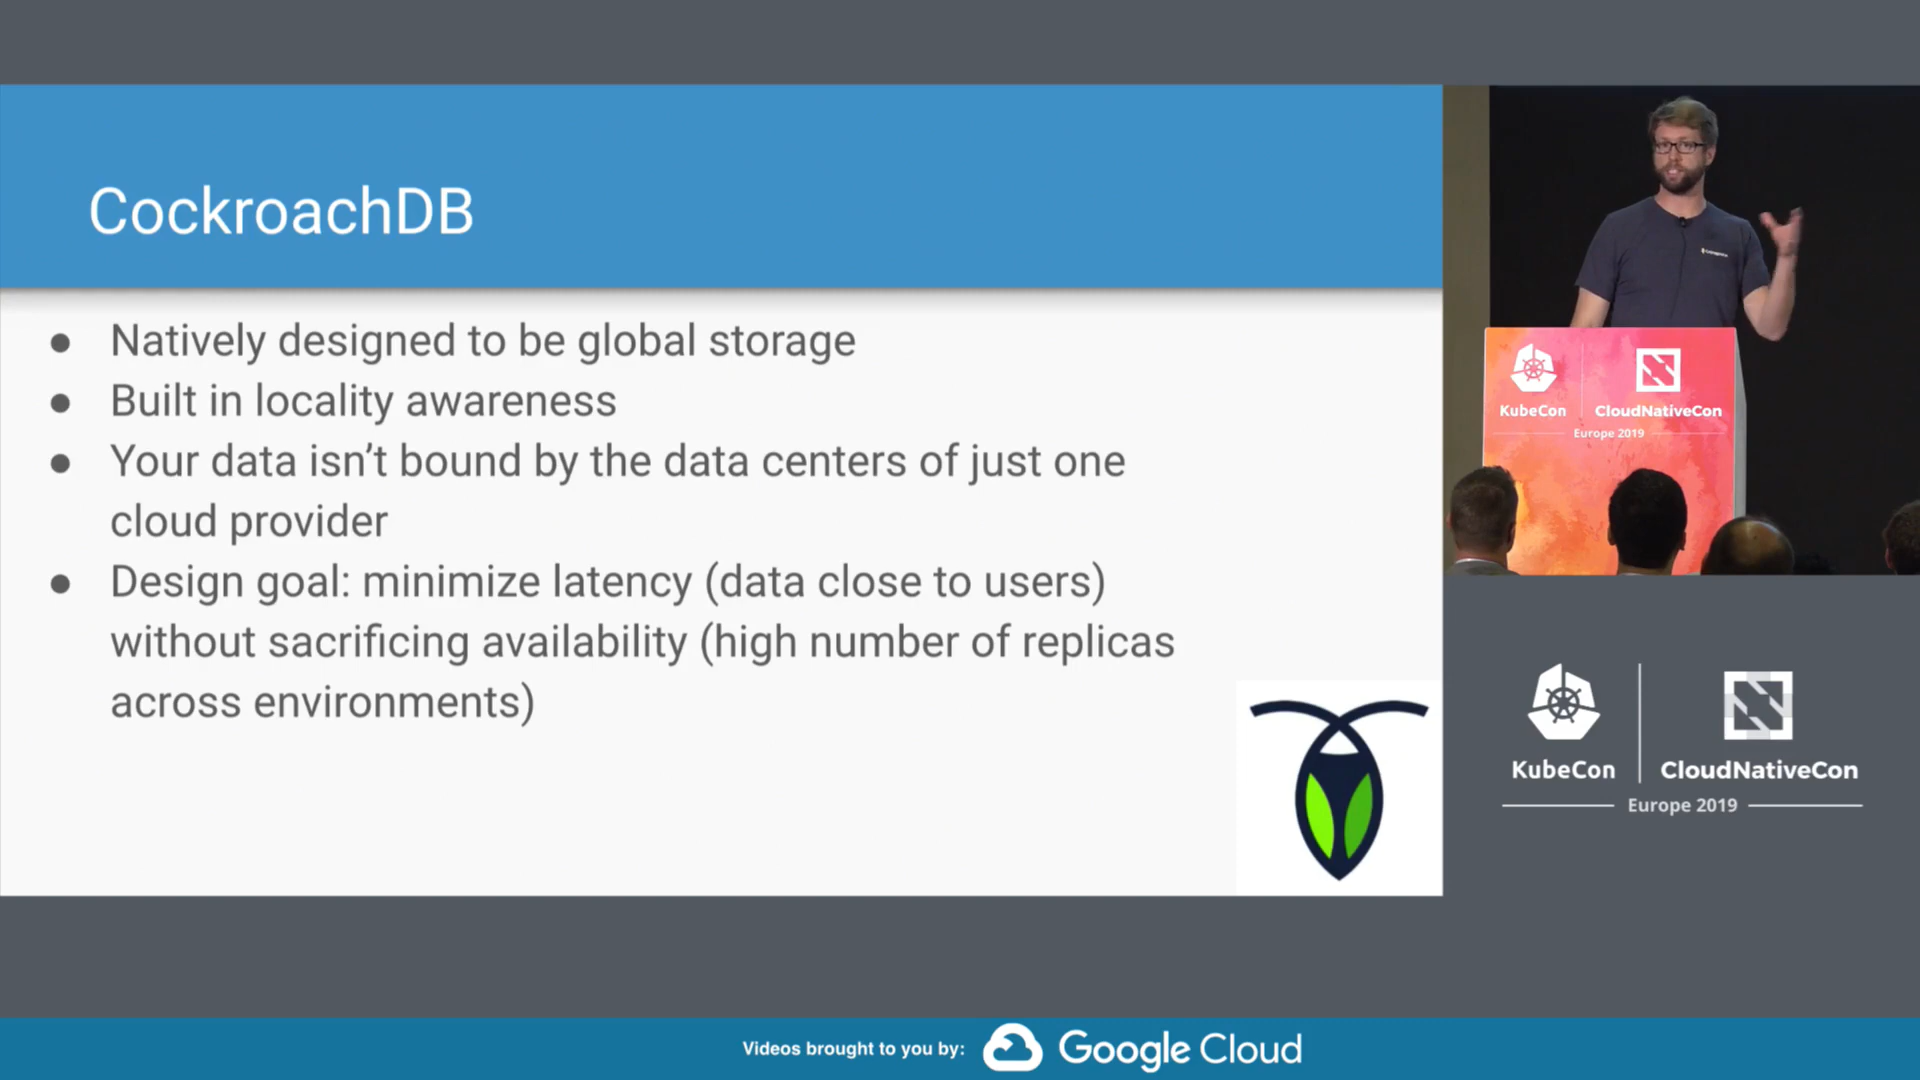 CockroachDB
● Natively designed to be global storage
● Built in locality awareness
● Your data isn’t bound by the data centers of just one
cloud provider
● Design goal: minimize latency (data close to users)
without sacrificing availability (high number of replicas
across environments)
KubeCon
CloudNativeCon
Europe 2019
KubeCon
CloudNativeCon
Europe 2019
Videos brought to you by:
Google Cloud